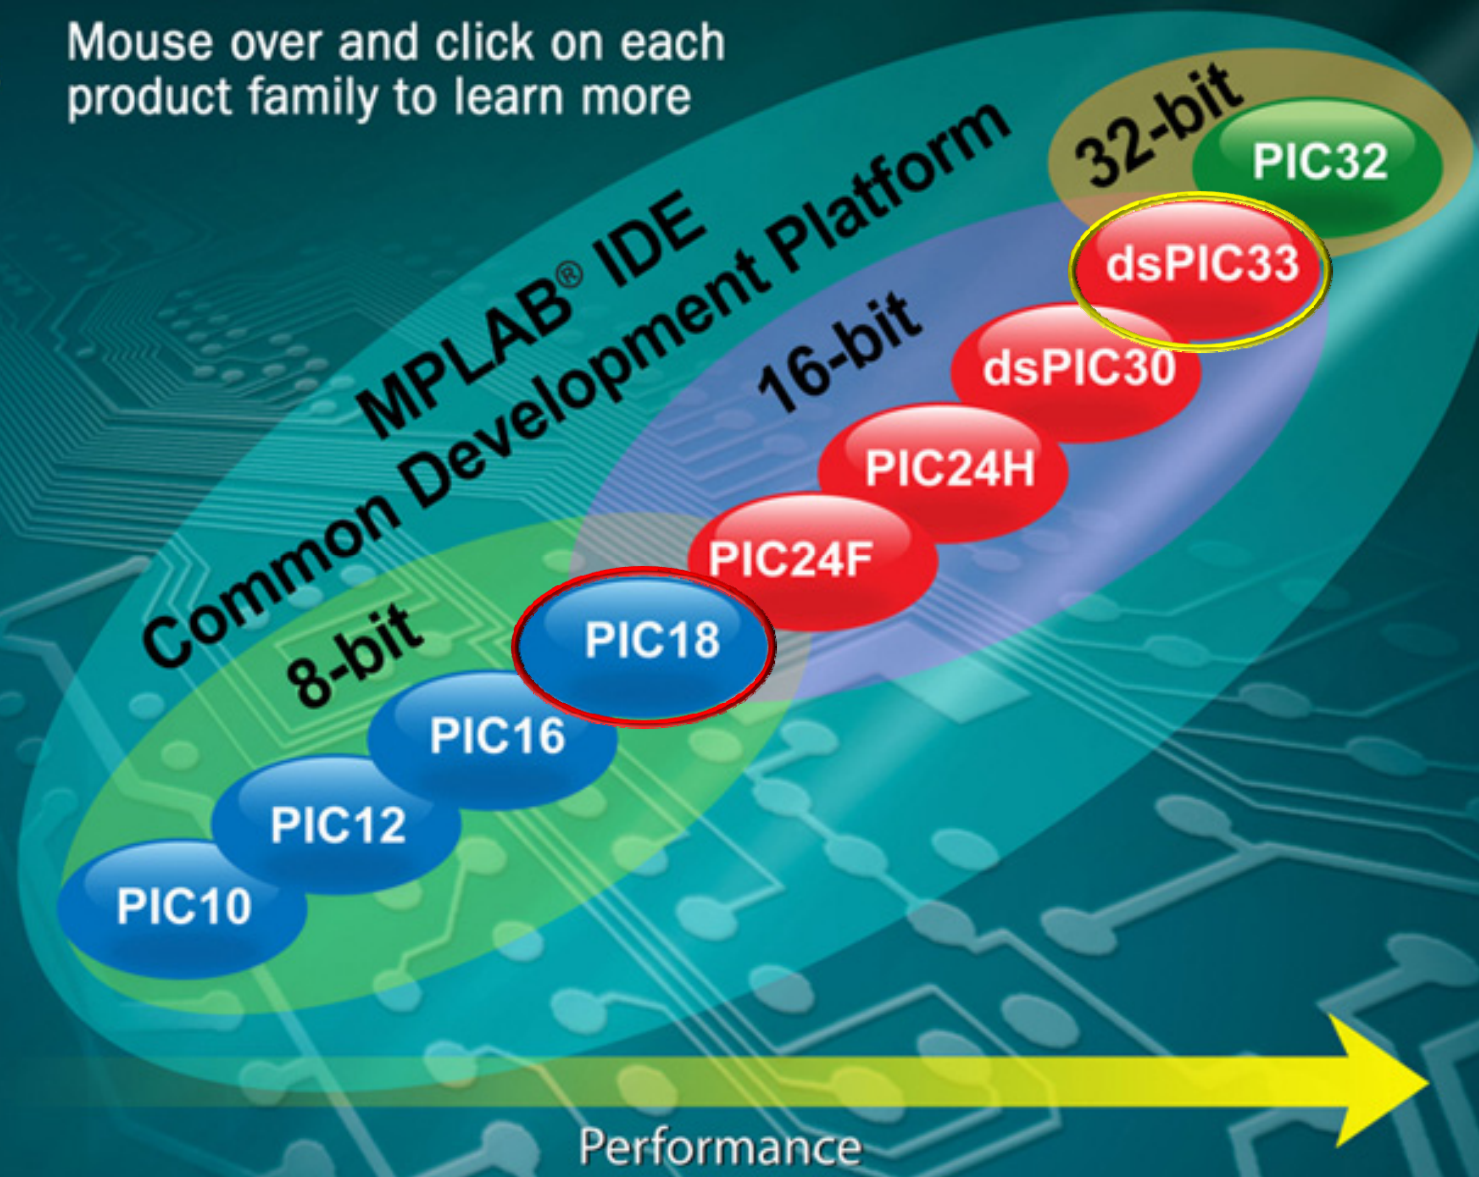 Mouse over and click on each
product family to learn more
MPLAB® IDE
Common Development Platform
32-bit
PIC32
dsPIC33
16-bit
dsPIC30
PIC24H
PIC24F
8-bit
PIC18
PIC16
PIC12
PIC10
Performance